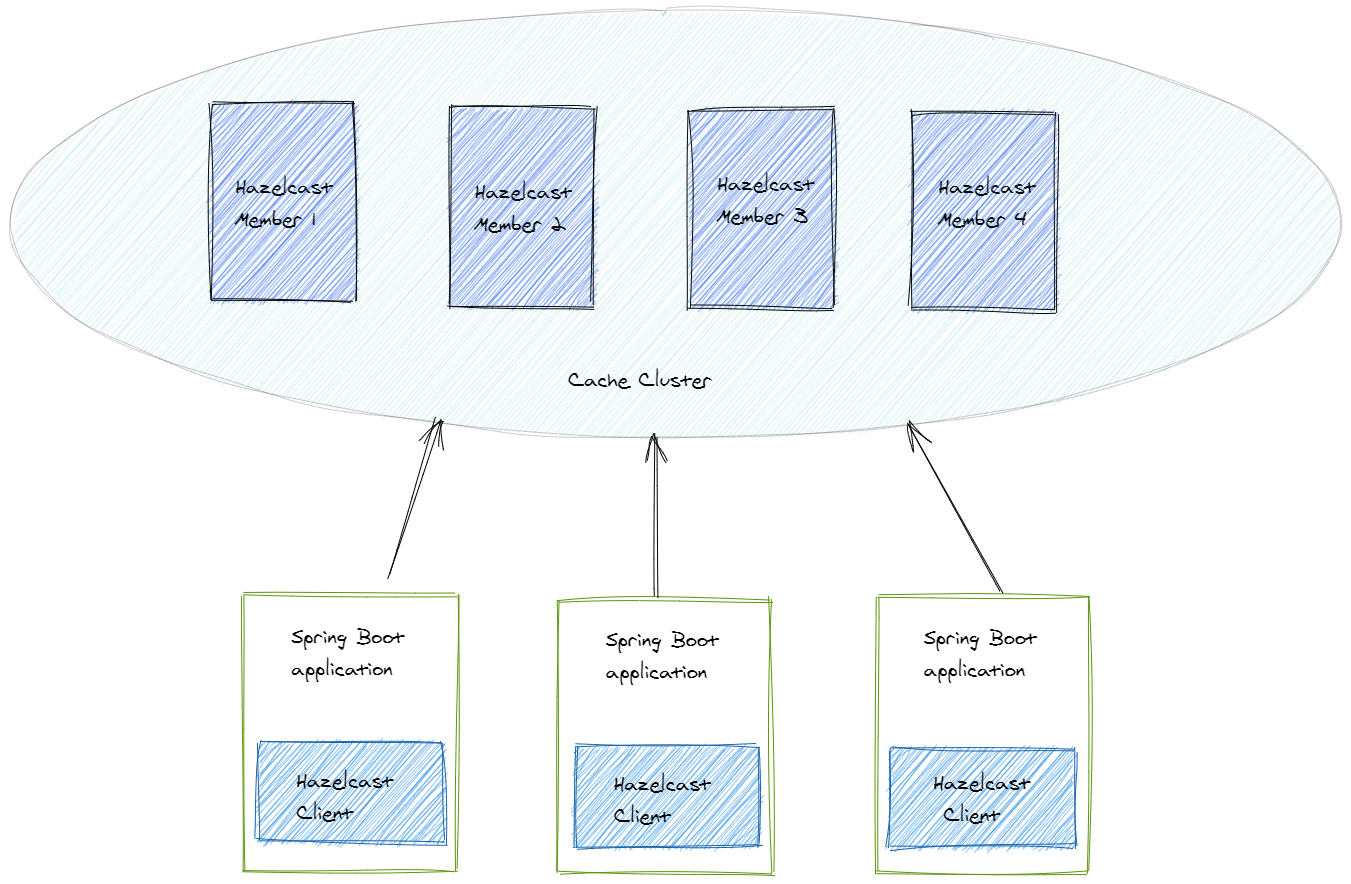 Hazelcast
Member 1
Hazelcast
Member 2
Hazelcast
Member 3
Hazelcast
Member 4
Cache Cluster
Spring Boot
application
Spring Boot
application
Spring Boot
application
Hazelcast
Client
Hazelcast
Client
Hazelcast
Client